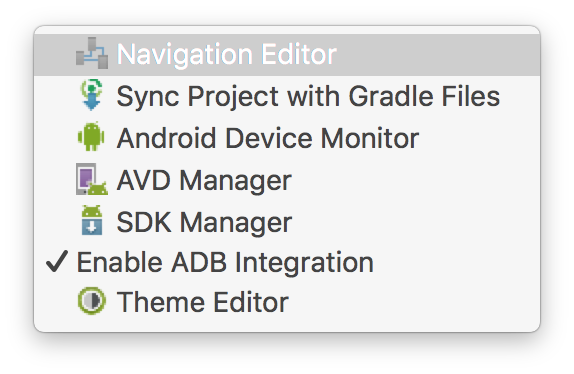 Navigation Editor
Sync Project with Gradle Files
Android Device Monitor
AVD Manager
SDK Manager
Enable ADB Integration
Theme Editor